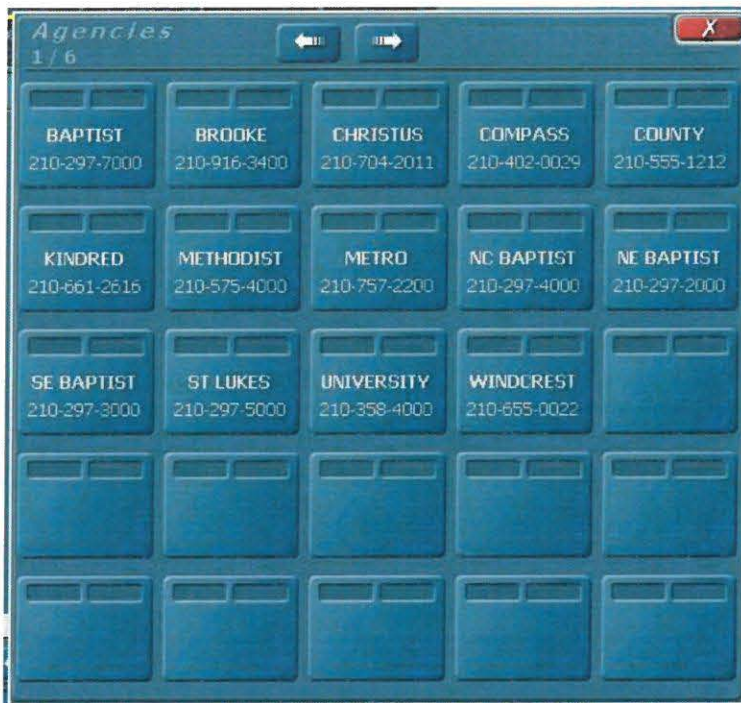 Agencies
1 / 6
X
BAPTIST BROOKE CHRISTUS COMPASS COUNTY
210-297-7000 210-916-3400 210-704-2011 210-402-0029 210-555-1212
KINDRED METHODIST METRO NC BAPTIST NE BAPTIST
210-661-2616 210-575-4000 210-757-2200 210-297-4000 210-297-2000
SE BAPTIST ST LUKES UNIVERSITY WINDCREST
210-297-3000 210-297-5000 210-358-4000 210-655-0022